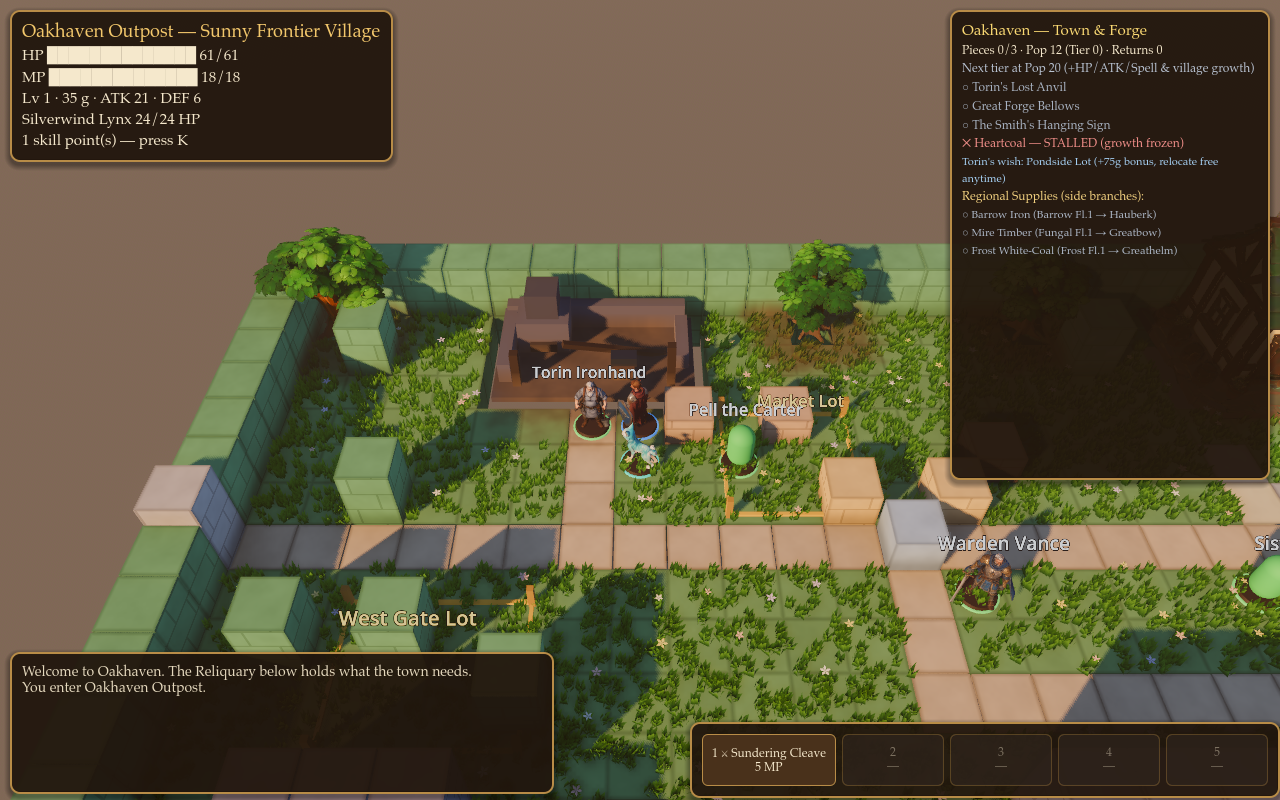 Oakhaven Outpost — Sunny Frontier Village
HP 61/61
MP 18/18
Lv 1 · 35 g · ATK 21 · DEF 6
Silverwind Lynx 24/24 HP
1 skill point(s) — press K
Oakhaven — Town & Forge
Pieces 0/3 · Pop 12 (Tier 0) · Returns 0
Next tier at Pop 20 (+HP/ATK/Spell & village growth)
○ Torin's Lost Anvil
○ Great Forge Bellows
○ The Smith's Hanging Sign
✕ Heartcoal — STALLED (growth frozen)
Torin's wish: Pondside Lot (+75g bonus, relocate free
anytime)
Regional Supplies (side branches):
○ Barrow Iron (Barrow Fl.1 → Hauberk)
○ Mire Timber (Fungal Fl.1 → Greatbow)
○ Frost White-Coal (Frost Fl.1 → Greathelm)
Torin Ironhand
Pell the Carter
Market Lot
Warden Vance
Sis
West Gate Lot
Welcome to Oakhaven. The Reliquary below holds what the town needs.
You enter Oakhaven Outpost.
1 ⚔ Sundering Cleave
5 MP
2
—
3
—
4
—
5
—